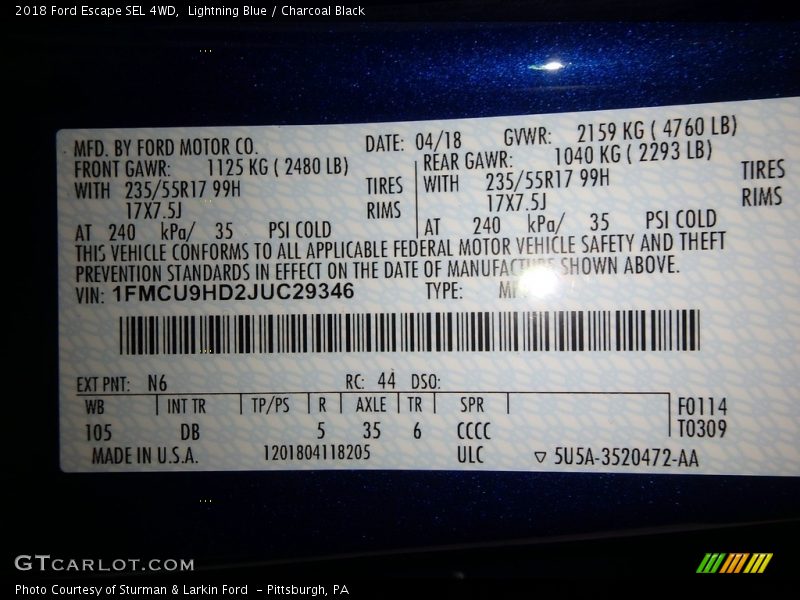 2018 Ford Escape SEL 4WD,  Lightning Blue / Charcoal Black
MFD. BY FORD MOTOR CO. DATE: 04/18 GVWR: 2159 KG ( 4760 LB)
FRONT GAWR: 1125 KG ( 2480 LB) REAR GAWR: 1040 KG ( 2293 LB)
WITH 235/55R17 99H TIRES WITH 235/55R17 99H TIRES
17X7.5J RIMS 17X7.5J RIMS
AT 240 kPa/ 35 PSI COLD AT 240 kPa/ 35 PSI COLD
THIS VEHICLE CONFORMS TO ALL APPLICABLE FEDERAL MOTOR VEHICLE SAFETY AND THEFT
PREVENTION STANDARDS IN EFFECT ON THE DATE OF MANUFACTURE SHOWN ABOVE.
VIN: 1FMCU9HD2JUC29346 TYPE:
EXT PNT: N6 RC: 44 DSO:
WB INT TR TP/PS R AXLE TR SPR F0114
105 DB 5 35 6 CCCC T0309
MADE IN U.S.A. 1201804118205 ULC ▽ 5U5A-3520472-AA
GTCARLOT.COM
Photo Courtesy of Sturman & Larkin Ford  - Pittsburgh, PA